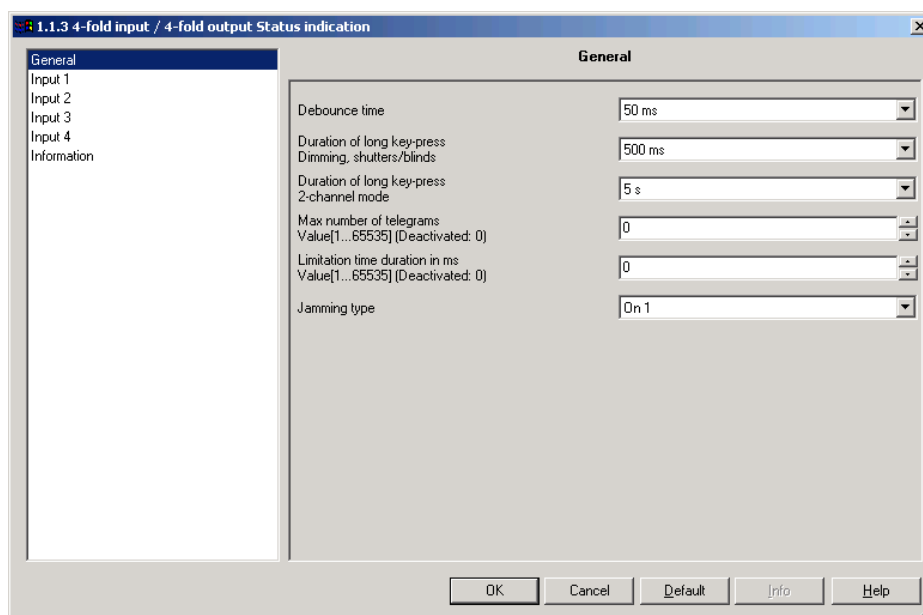 1.1.3 4-fold input / 4-fold output Status indication
General
Input 1
Input 2
Input 3
Input 4
Information
General
Debounce time
50 ms
Duration of long key-press
Dimming, shutters/blinds
500 ms
Duration of long key-press
2-channel mode
5 s
Max number of telegrams
Value[1...65535] (Deactivated: 0)
0
Limitation time duration in ms
Value[1...65535] (Deactivated: 0)
0
Jamming type
On 1
OK
Cancel
Default
Info
Help